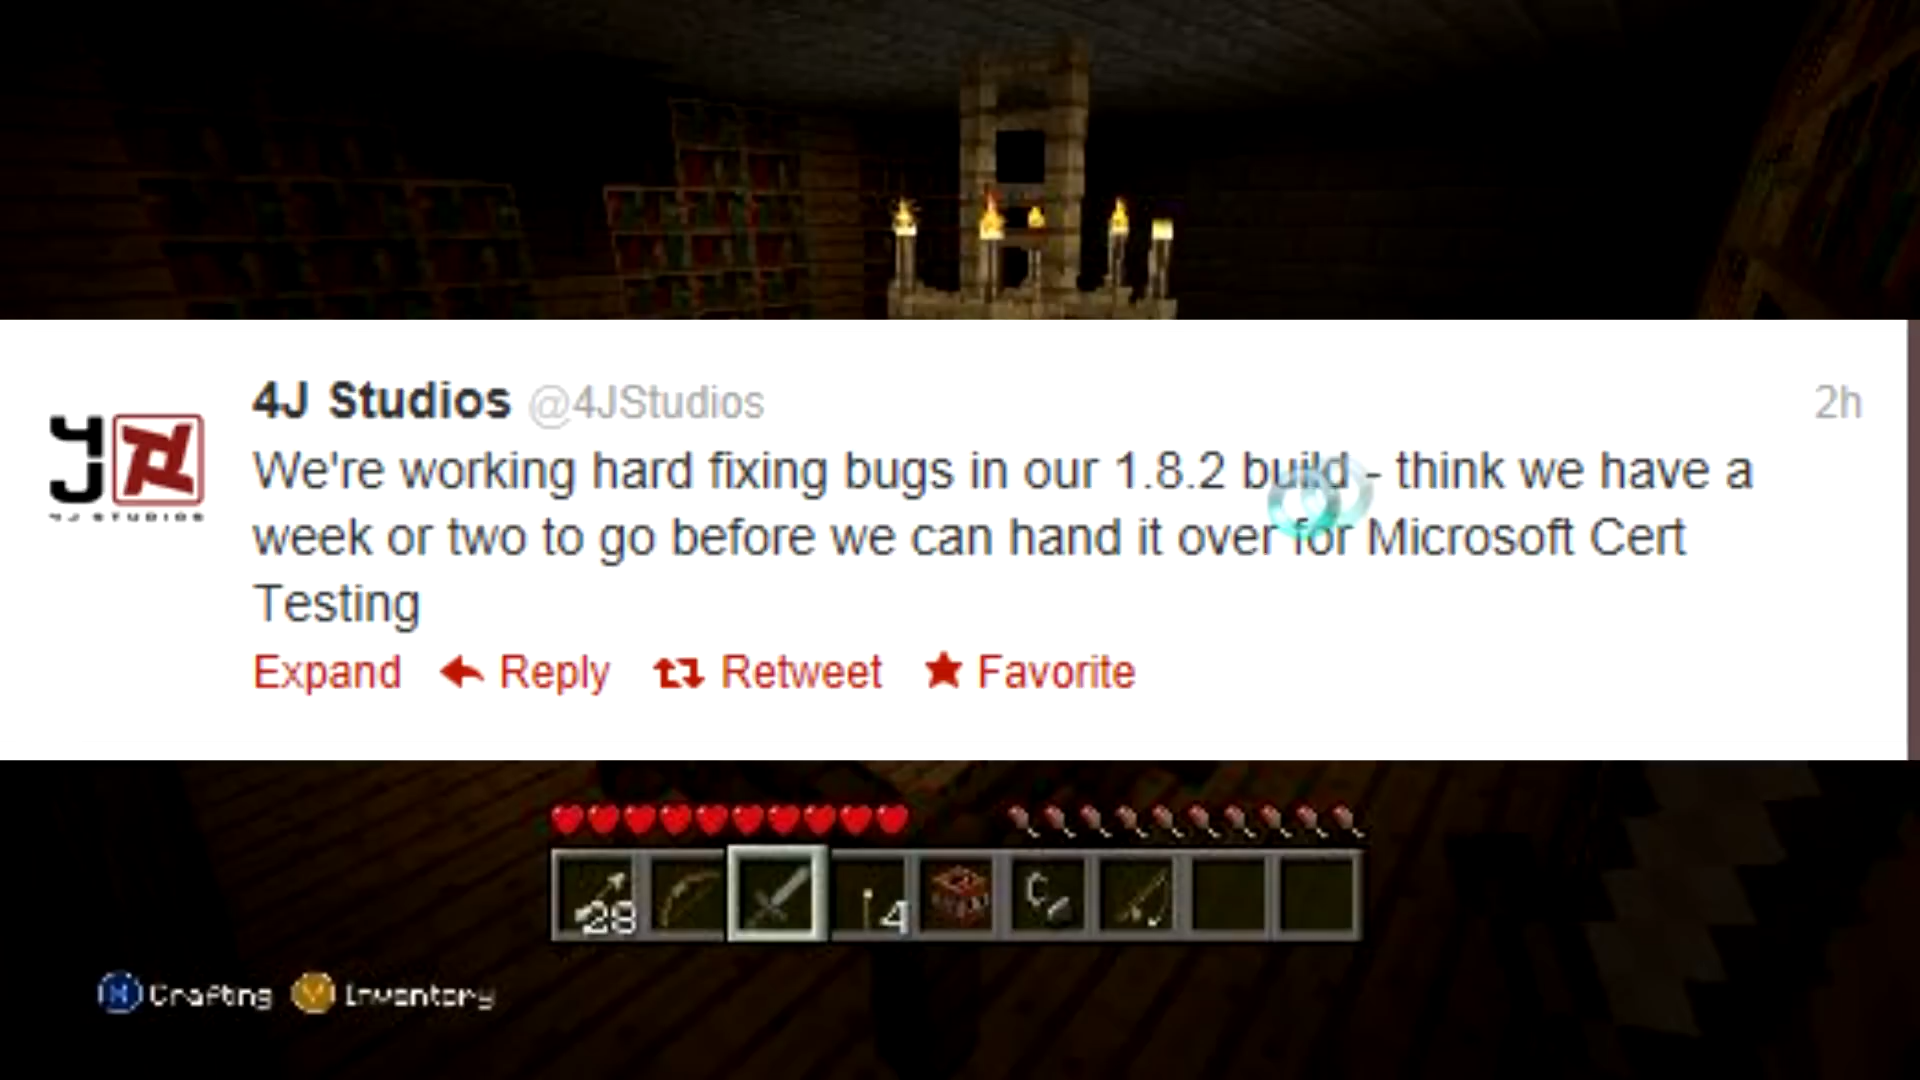 4J Studios @4JStudios 2h
We're working hard fixing bugs in our 1.8.2 build - think we have a
week or two to go before we can hand it over for Microsoft Cert
Testing
Expand Reply Retweet Favorite
4J STUDIOS
28 4
X Crafting Y Inventory